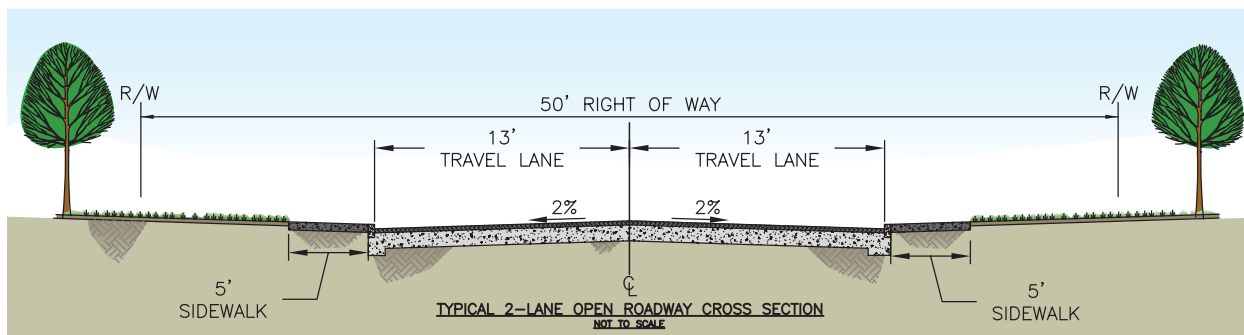 R/W
50' RIGHT OF WAY
R/W
13'
TRAVEL LANE
13'
TRAVEL LANE
2%
2%
5'
SIDEWALK
℄
5'
SIDEWALK
TYPICAL 2-LANE OPEN ROADWAY CROSS SECTION
NOT TO SCALE